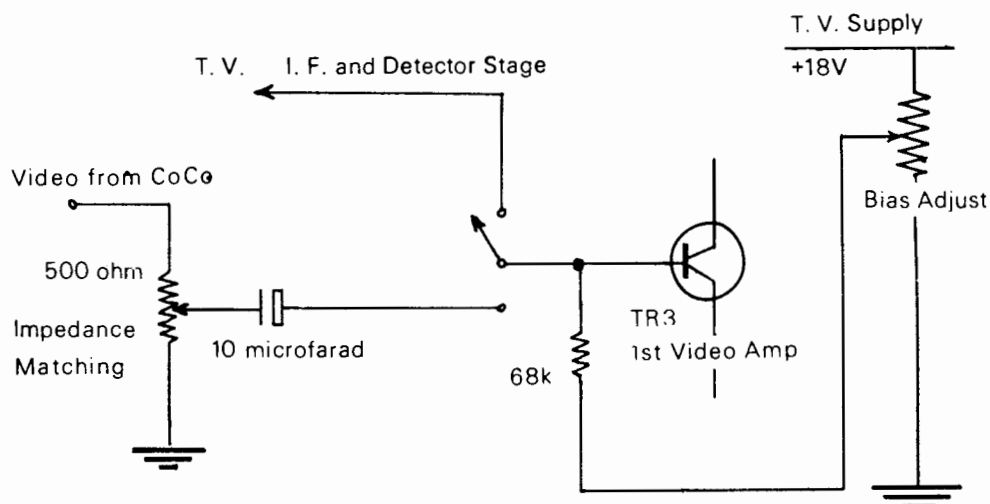 T. V. Supply
+18V
T. V. I. F. and Detector Stage
Video from CoCo
Bias Adjust
500 ohm
Impedance
Matching
10 microfarad
TR3
1st Video Amp
68k